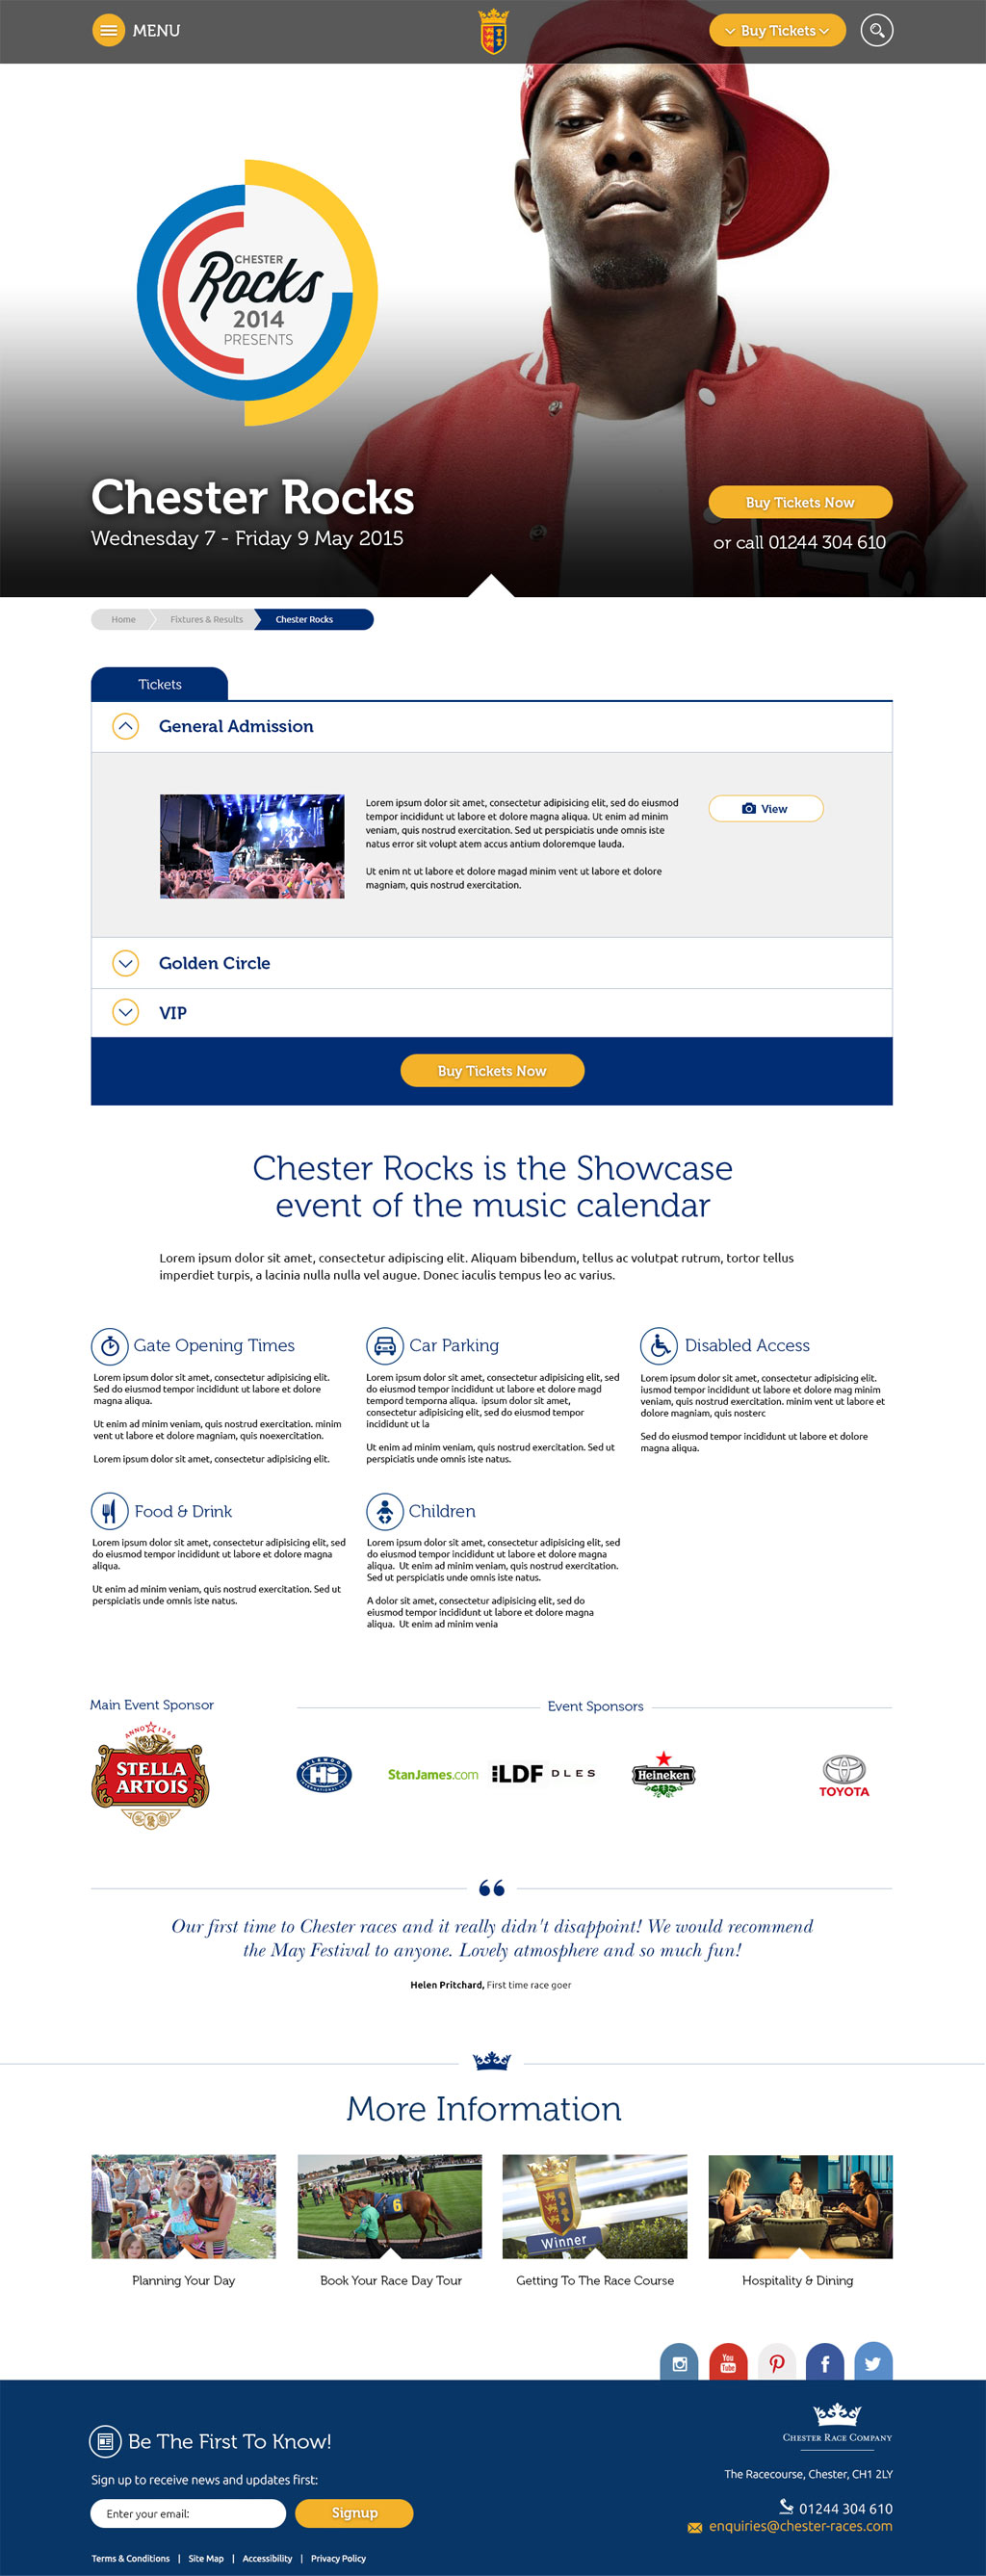 MENU
Buy Tickets
CHESTER
Rocks
2014
PRESENTS
Chester Rocks
Wednesday 7 - Friday 9 May 2015
Buy Tickets Now
or call 01244 304 610
Home
Fixtures & Results
Chester Rocks
Tickets
General Admission
Lorem ipsum dolor sit amet, consectetur adipisicing elit, sed do eiusmod
tempor incididunt ut labore et dolore magna aliqua. Ut enim ad minim
veniam, quis nostrud exercitation. Sed ut perspiciatis unde omnis iste
natus error sit volupt atem accus antium doloremque lauda.
Ut enim nt ut labore et dolore magad minim vent ut labore et dolore
magniam, quis nostrud exercitation.
View
Golden Circle
VIP
Buy Tickets Now
Chester Rocks is the Showcase
event of the music calendar
Lorem ipsum dolor sit amet, consectetur adipiscing elit. Aliquam bibendum, tellus ac volutpat rutrum, tortor tellus
imperdiet turpis, a lacinia nulla nulla vel augue. Donec iaculis tempus leo ac varius.
Gate Opening Times
Lorem ipsum dolor sit amet, consectetur adipisicing elit.
Sed do eiusmod tempor incididunt ut labore et dolore
magna aliqua.
Ut enim ad minim veniam, quis nostrud exercitation. minim
vent ut labore et dolore magniam, quis noexercitation.
Lorem ipsum dolor sit amet, consectetur adipisicing elit.
Car Parking
Lorem ipsum dolor sit amet, consectetur adipisicing elit, sed
do eiusmod tempor incididunt ut labore et dolore magd
tempord temporna aliqua. Ipsum dolor sit amet,
consectetur adipisicing elit, sed do eiusmod tempor
incididunt ut la
Ut enim ad minim veniam, quis nostrud exercitation. Sed ut
perspiciatis unde omnis iste natus.
Disabled Access
Lorem ipsum dolor sit amet, consectetur adipisicing elit.
iusmod tempor incididunt ut labore et dolore mag minim
veniam, quis nostrud exercitation. minim vent ut labore et
dolore magniam, quis nosterc
Sed do eiusmod tempor incididunt ut labore et dolore
magna aliqua.
Food & Drink
Lorem ipsum dolor sit amet, consectetur adipisicing elit, sed
do eiusmod tempor incididunt ut labore et dolore magna
aliqua.
Ut enim ad minim veniam, quis nostrud exercitation. Sed ut
perspiciatis unde omnis iste natus.
Children
Lorem ipsum dolor sit amet, consectetur adipisicing elit, sed
do eiusmod tempor incididunt ut labore et dolore magna
aliqua. Ut enim ad minim veniam, quis nostrud exercitation.
Sed ut perspiciatis unde omnis iste natus.
A dolor sit amet, consectetur adipisicing elit, sed do
eiusmod tempor incididunt ut labore et dolore magna
aliqua. Ut enim ad minim venia
Main Event Sponsor
Event Sponsors
ANNO 1366
STELLA
ARTOIS
HALEWOOD
Hi
INTERNATIONAL
StanJames.com
LDF
DLES
Heineken
TOYOTA
Our first time to Chester races and it really didn't disappoint! We would recommend
the May Festival to anyone. Lovely atmosphere and so much fun!
Helen Pritchard, First time race goer
More Information
6
Winner
Planning Your Day
Book Your Race Day Tour
Getting To The Race Course
Hospitality & Dining
You
Tube
Be The First To Know!
Sign up to receive news and updates first:
Enter your email:
Signup
Terms & Conditions | Site Map | Accessibility | Privacy Policy
CHESTER RACE COMPANY
The Racecourse, Chester, CH1 2LY
01244 304 610
enquiries@chester-races.com